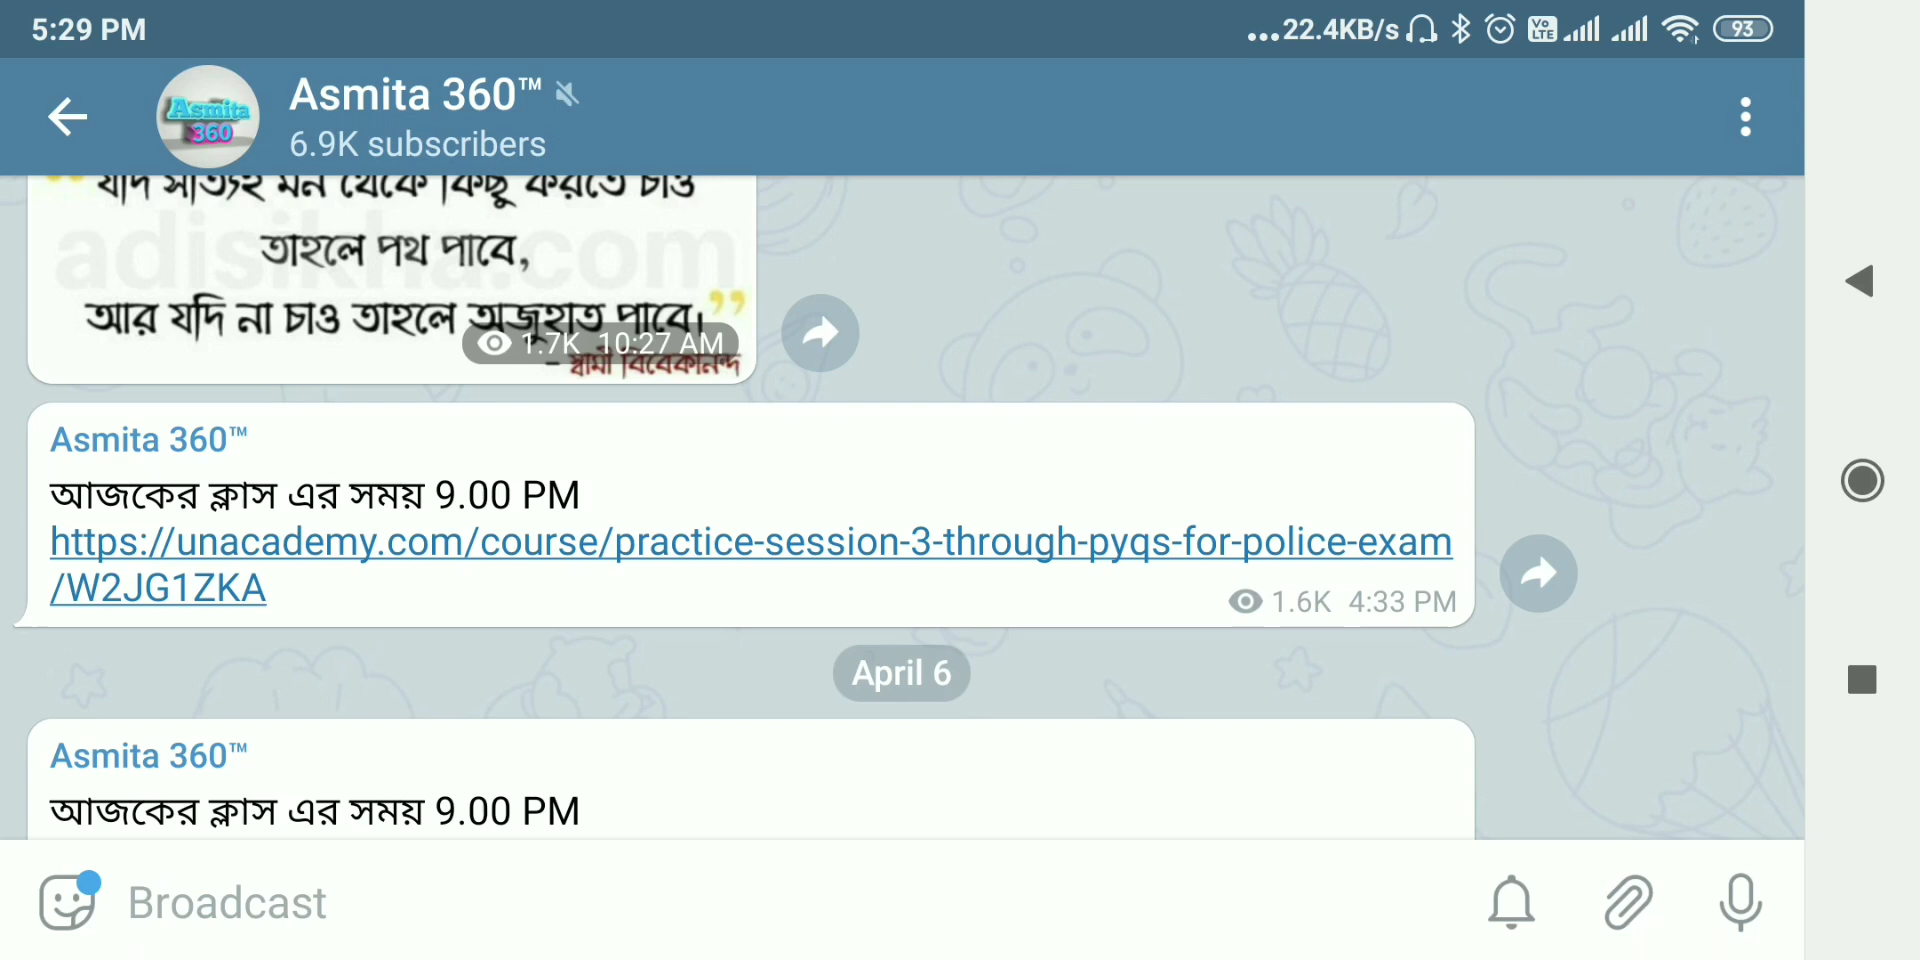 5:29 PM
...22.4KB/s Vo LTE 93
Asmita 360
Asmita 360™
6.9K subscribers
যদি সত্যিই মন থেকে কিছু করতে চাও
adisikha.com
তাহলে পথ পাবে,
আর যদি না চাও তাহলে অজুহাত পাবে।”
1.7K 10:27 AM
- স্বামী বিবেকানন্দ
Asmita 360™
আজকের ক্লাস এর সময় 9.00 PM
https://unacademy.com/course/practice-session-3-through-pyqs-for-police-exam
/W2JG1ZKA
1.6K 4:33 PM
April 6
Asmita 360™
আজকের ক্লাস এর সময় 9.00 PM
Broadcast